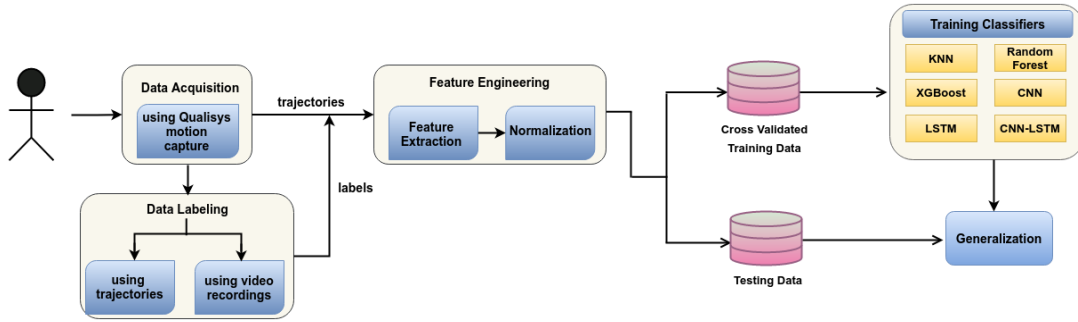 Data Acquisition
using Qualisys
motion
capture
trajectories
labels
Data Labeling
using
trajectories
using video
recordings
Feature Engineering
Feature
Extraction
Normalization
Cross Validated
Training Data
Testing Data
Training Classifiers
KNN
Random
Forest
XGBoost
CNN
LSTM
CNN-LSTM
Generalization